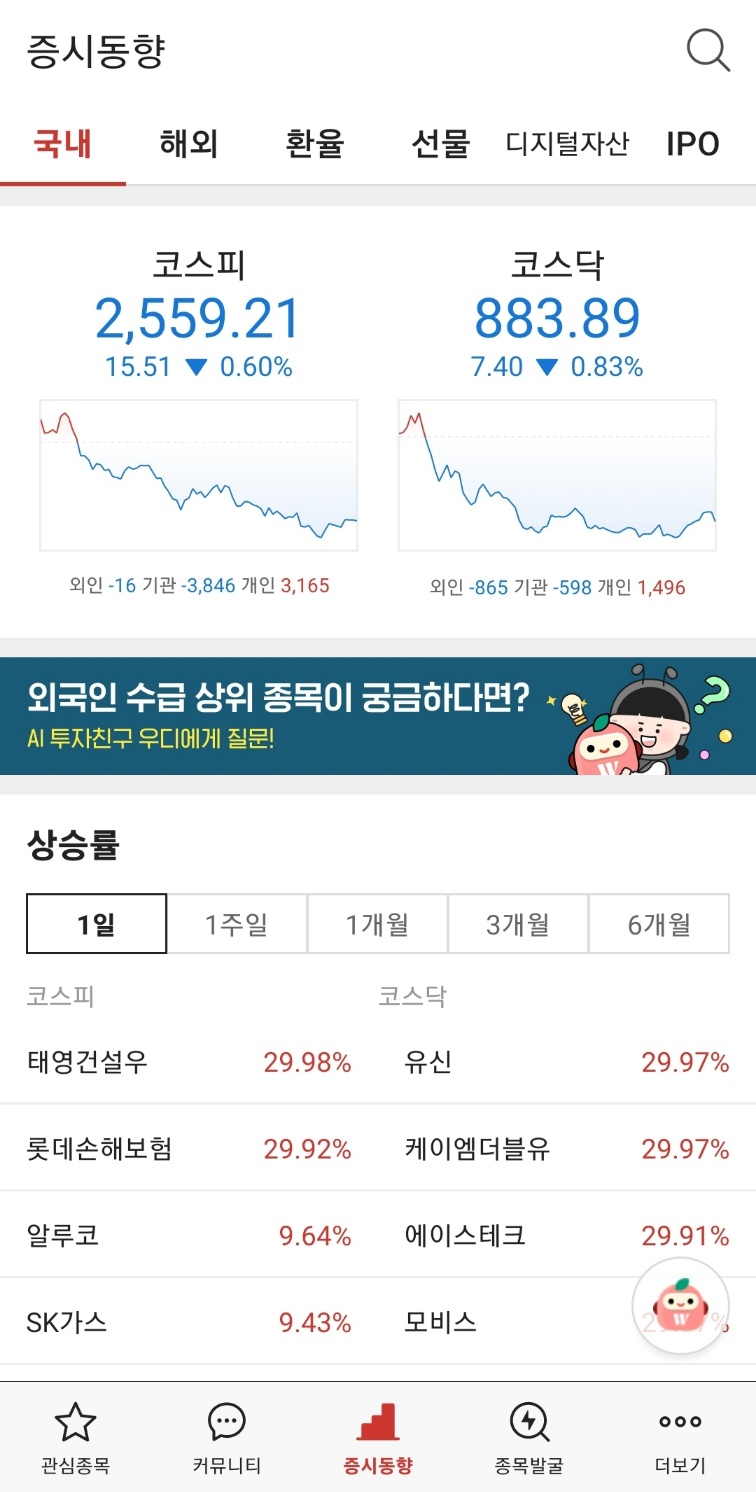 증시동향
국내 해외 환율 선물 디지털자산 IPO
코스피 코스닥
2,559.21 883.89
15.51 ▼ 0.60% 7.40 ▼ 0.83%
외인 -16 기관 -3,846 개인 3,165 외인 -865 기관 -598 개인 1,496
외국인 수급 상위 종목이 궁금하다면?
AI 투자친구 우디에게 질문!
상승률
1일 1주일 1개월 3개월 6개월
코스피 코스닥
태영건설우 29.98% 유신 29.97%
롯데손해보험 29.92% 케이엠더블유 29.97%
알루코 9.64% 에이스테크 29.91%
SK가스 9.43% 모비스
관심종목 커뮤니티 증시동향 종목발굴 더보기